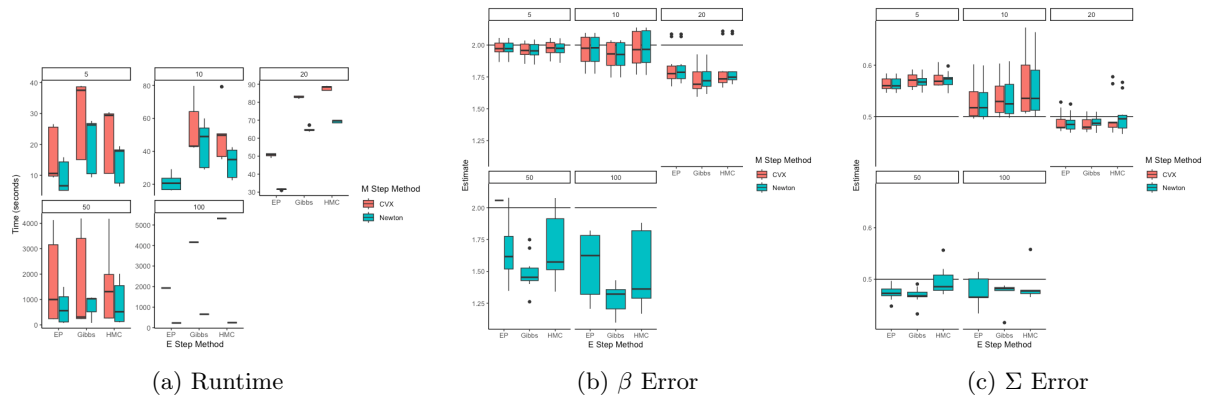 5
10
20
40
30
20
10
0
80
60
40
20
90
80
70
60
50
40
30
EP
Gibbs
HMC
50
100
4000
3000
2000
1000
0
5000
4000
3000
2000
1000
0
EP
Gibbs
HMC
EP
Gibbs
HMC
Time (seconds)
E Step Method
M Step Method
CVX
Newton
(a) Runtime
5
10
20
2.00
1.75
1.50
1.25
EP
Gibbs
HMC
50
100
2.00
1.75
1.50
1.25
EP
Gibbs
HMC
EP
Gibbs
HMC
Estimate
E Step Method
M Step Method
CVX
Newton
(b) β Error
5
10
20
0.6
0.5
EP
Gibbs
HMC
50
100
0.6
0.5
EP
Gibbs
HMC
EP
Gibbs
HMC
Estimate
E Step Method
M Step Method
CVX
Newton
(c) Σ Error